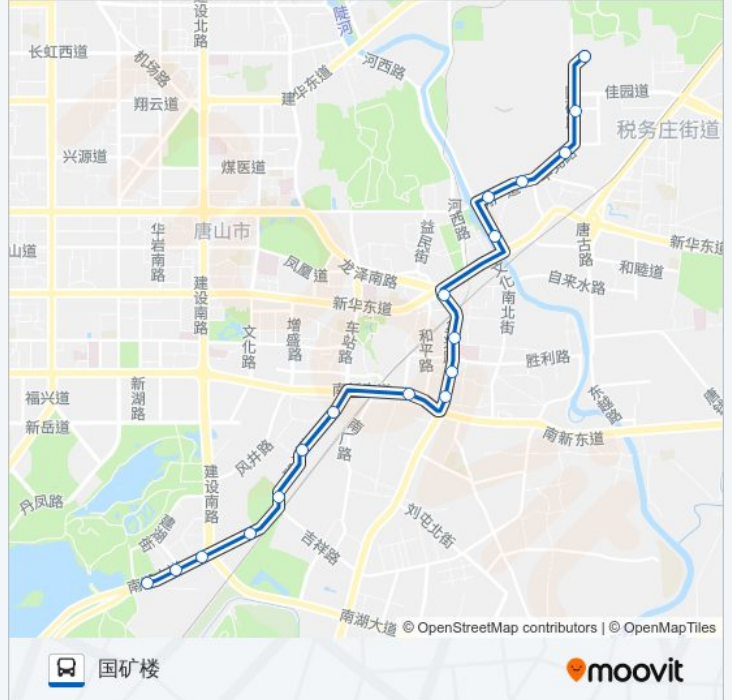 建设北路
陡河
长虹西道
机场路
河西路
建华东道
佳园道
翔云道
税务庄街道
兴源道
煤医道
河西路
益民街
华岩南路
唐山市
唐古路
新华东道
山道
凤凰道
龙泽南路
和睦道
自来水路
建设南路
文化南北街
新华东道
增盛路
车站路
文化路
和平路
胜利路
新湖路
福兴道
东越路
新岳道
南新东道
风井路
建设南路
丹凤路
刘屯北街
吉祥路
南湖大道
© OpenStreetMap contributors | © OpenMapTiles
国矿楼
moovit